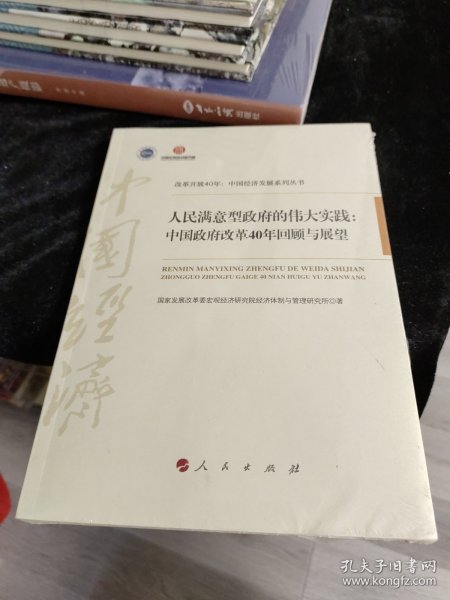 改革开放40年：中国经济发展系列丛书
人民满意型政府的伟大实践：
中国政府改革40年回顾与展望
RENMIN MANYIXING ZHENGFU DE WEIDA SHIJIAN
ZHONGGUO ZHENGFU GAIGE 40 NIAN HUIGU YU ZHANWANG
国家发展改革委宏观经济研究院经济体制与管理研究所◎著
中國經濟
人民出版社
孔夫子旧书网
www.kongfz.com